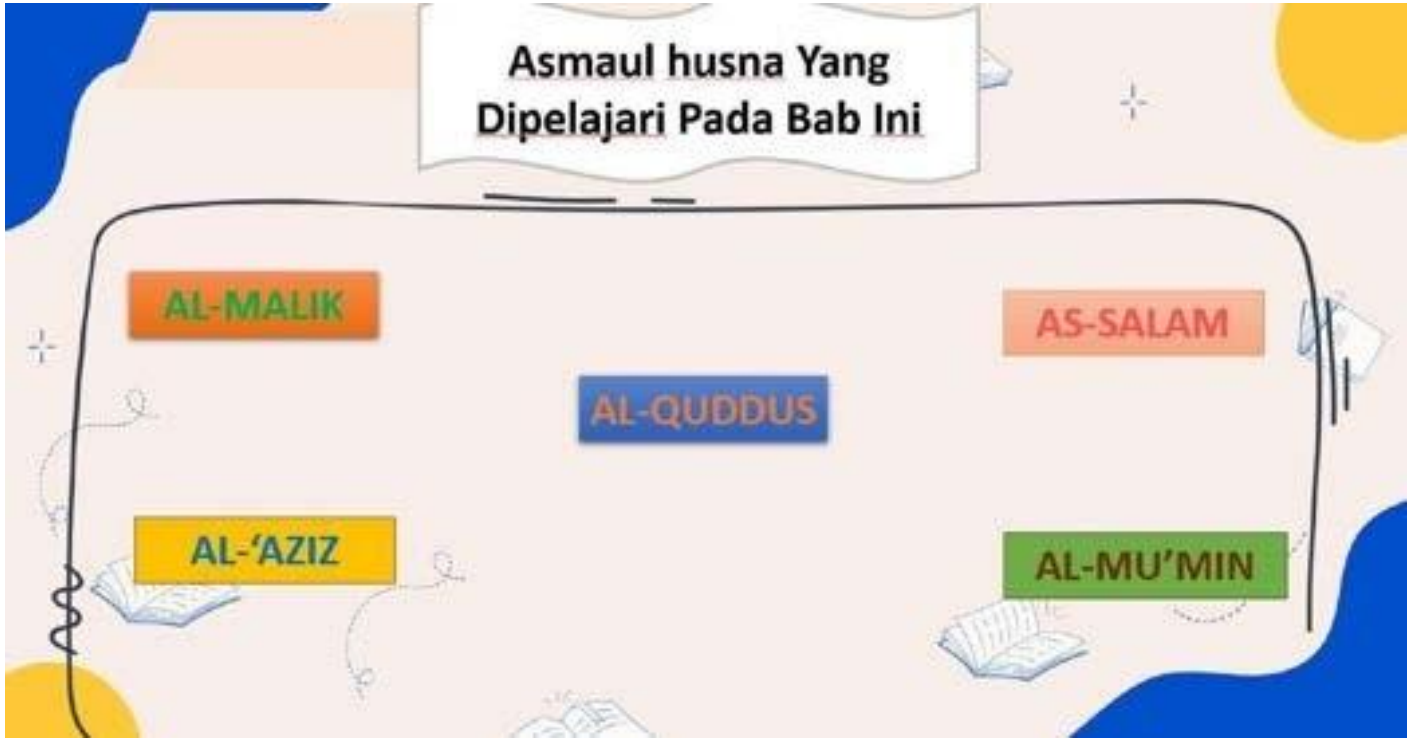 Asmaul husna Yang
Dipelajari Pada Bab Ini
AL-MALIK
AS-SALAM
AL-QUDDUS
AL-‘AZIZ
AL-MU’MIN